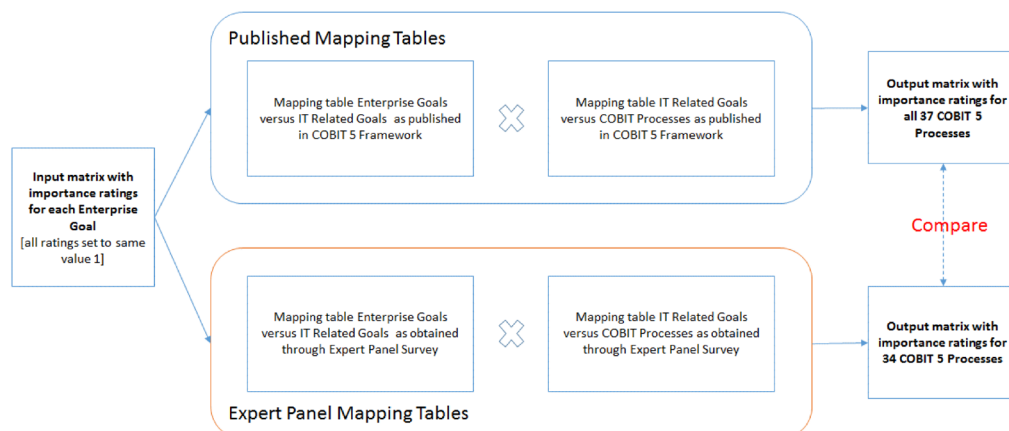 Published Mapping Tables
Mapping table Enterprise Goals
versus IT Related Goals as published
in COBIT 5 Framework
Mapping table IT Related Goals
versus COBIT Processes as published
in COBIT 5 Framework
Output matrix with
importance ratings for
all 37 COBIT 5
Processes
Input matrix with
importance ratings
for each Enterprise
Goal
[all ratings set to same
value 1]
Compare
Mapping table Enterprise Goals
versus IT Related Goals as obtained
through Expert Panel Survey
Mapping table IT Related Goals
versus COBIT Processes as obtained
through Expert Panel Survey
Output matrix with
importance ratings for
34 COBIT 5 Processes
Expert Panel Mapping Tables